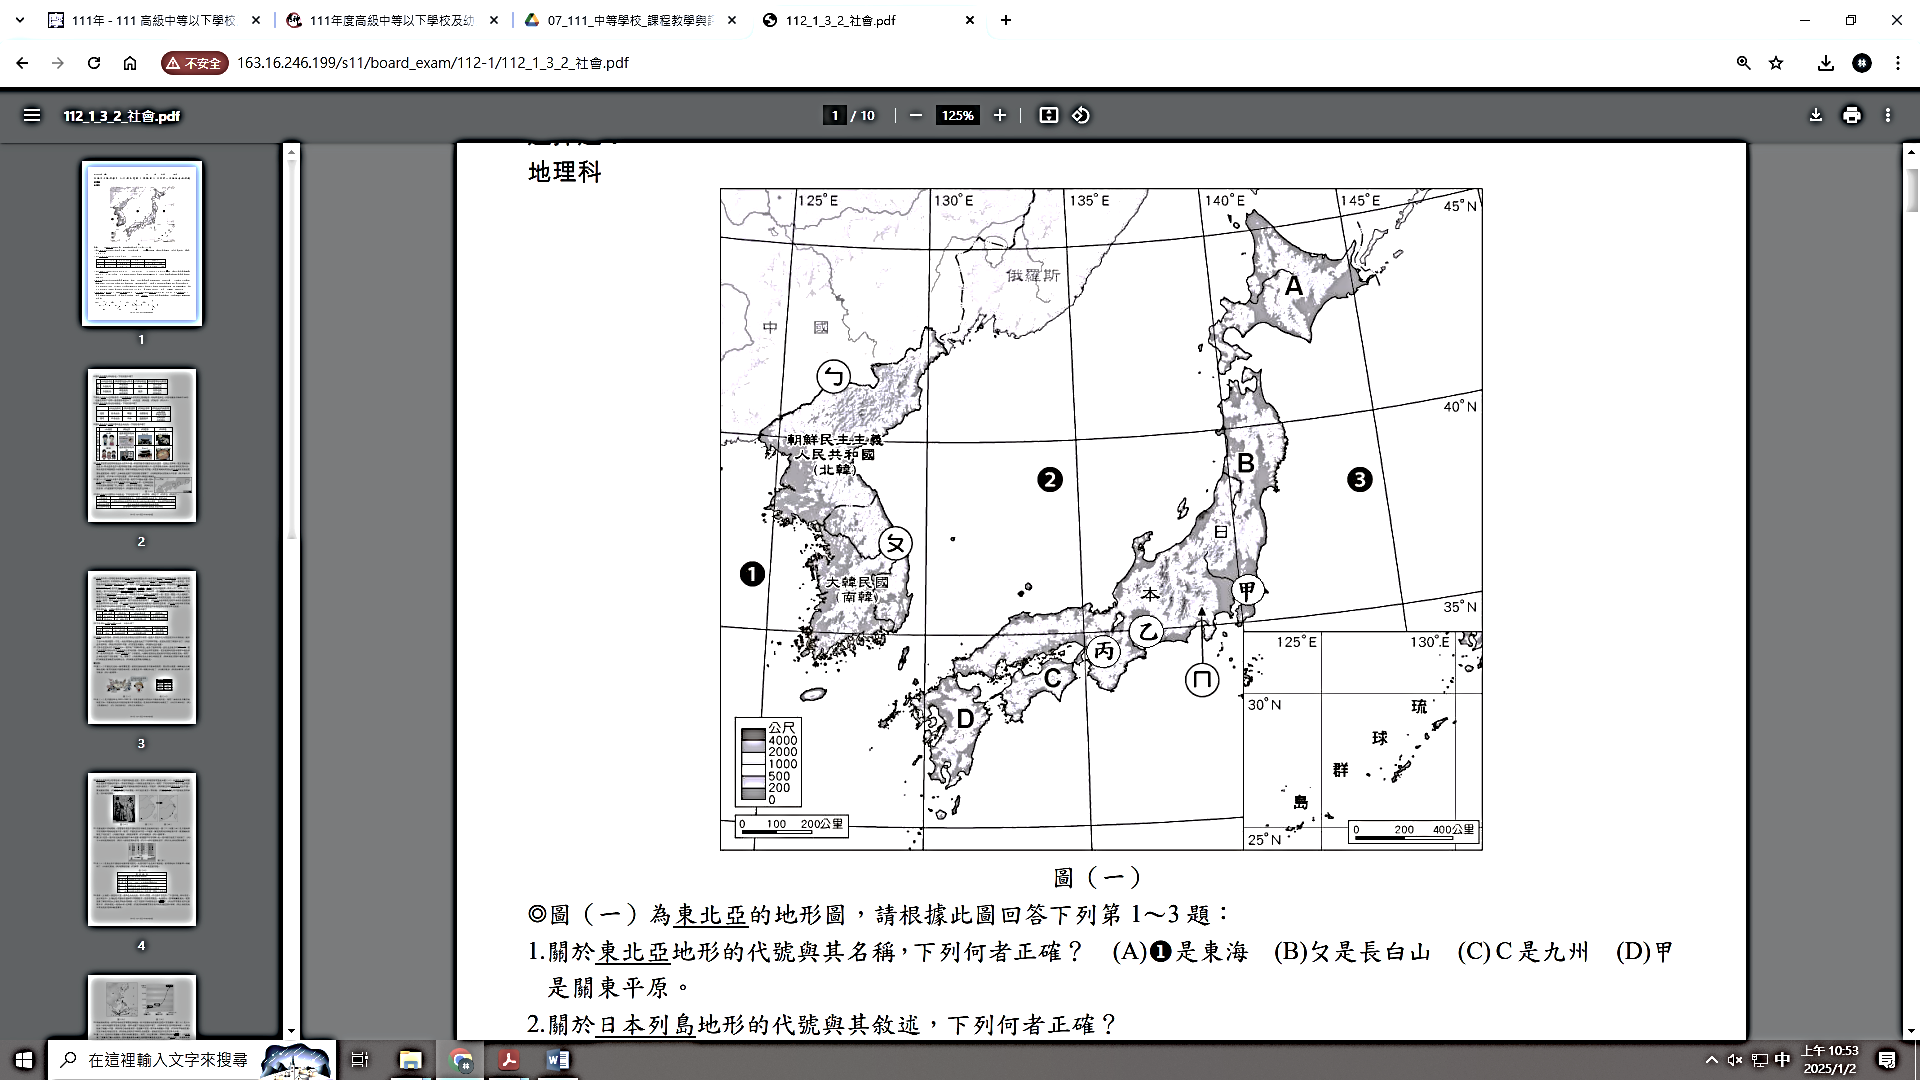 111年 - 111 高級中等以下學校
111年度高級中等以下學校及幼
07_111_中等學校_課程教學與評
112_1_3_2_社會.pdf
不安全
163.16.246.199/s11/board_exam/112-1/112_1_3_2_社會.pdf
112_1_3_2_社會.pdf
1 / 10
125%
地理科
125°E
130°E
135°E
140°E
145°E
45°N
俄羅斯
A
中 國
ㄅ
40°N
朝鮮民主主義
人民共和國
(北韓)
B
❷
❸
ㄆ
日
❶
大韓民國
(南韓)
本
甲
35°N
乙
丙
125°E
130°E
C
ㄇ
D
30°N
琉
球
群
島
公尺
4000
2000
1000
500
200
0
0 100 200公里
0 200 400公里
25°N
圖（一）
◎圖（一）為東北亞的地形圖，請根據此圖回答下列第 1～3 題：
1.關於東北亞地形的代號與其名稱，下列何者正確？ (A)❶是東海 (B)ㄆ是長白山 (C) C 是九州 (D)甲
是關東平原。
2.關於日本列島地形的代號與其敘述，下列何者正確？
1
2
3
4
在這裡輸入文字來搜尋
中
上午 10:53
2025/1/2